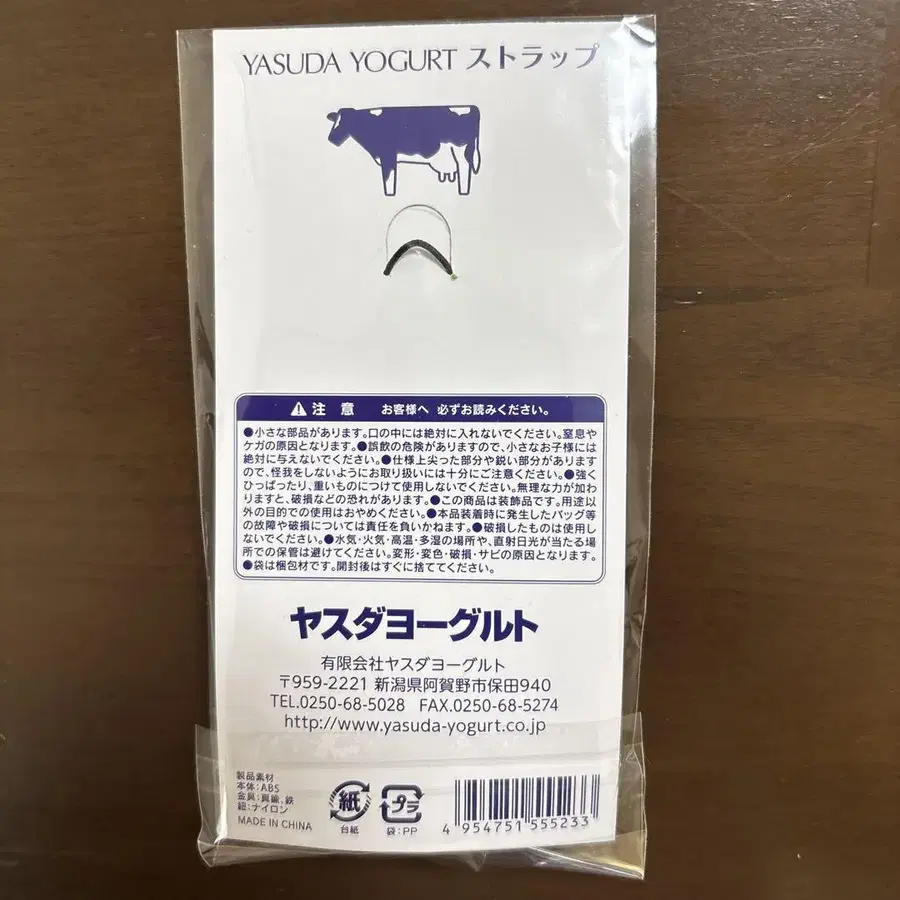 YASUDA YOGURT ストラップ
注 意 お客様へ 必ずお読みください。
●小さな部品があります。口の中には絶対に入れないでください。窒息や
ケガの原因となります。●誤飲の危険がありますので、小さなお子様には
絶対に与えないでください。●仕様上尖った部分や鋭い部分があります
ので、怪我をしないようにお取り扱いには十分にご注意ください。●強く
ひっぱったり、重いものにつけて使用しないでください。無理な力が加わ
りますと、破損などの恐れがあります。●この商品は装飾品です。用途以
外の目的での使用はおやめください。●本品装着時に発生したバッグ等
の故障や破損については責任を負いかねます。●破損したものは使用し
ないでください。●水気・火気・高温・多湿の場所や、直射日光が当たる場
所での保管は避けてください。変形・変色・破損・サビの原因となります。
●袋は梱包材です。開封後はすぐに捨ててください。
ヤスダヨーグルト
有限会社ヤスダヨーグルト
〒959-2221 新潟県阿賀野市保田940
TEL.0250-68-5028 FAX.0250-68-5274
http://www.yasuda-yogurt.co.jp
製品素材
本体:ABS
金具:真鍮、鉄
紐:ナイロン
MADE IN CHINA
紙
台紙
プラ
袋:PP
4 954751 555233